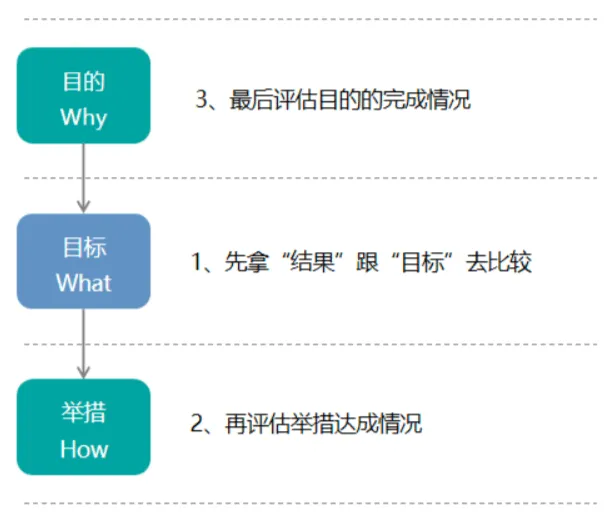 目的
Why
3、最后评估目的的完成情况
目标
What
1、先拿“结果”跟“目标”去比较
举措
How
2、再评估举措达成情况